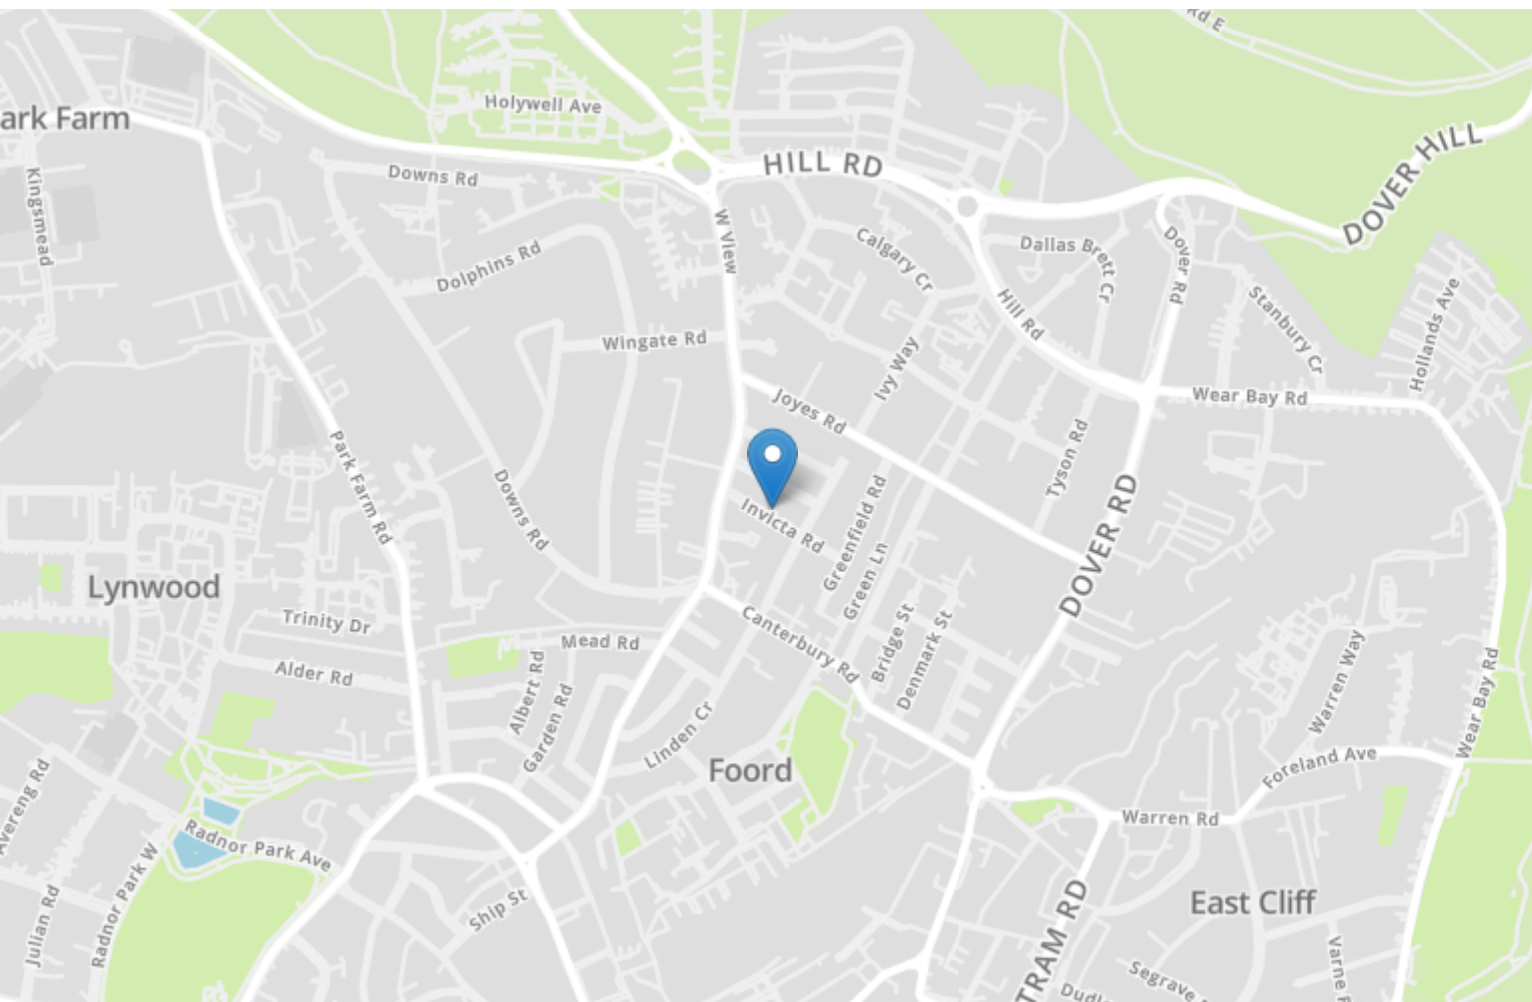 Rd E
Holywell Ave
ark Farm
HILL RD
DOVER HILL
Downs Rd
Kingsmead
W View
Calgary Cr
Dallas Brett Cr
Dover Rd
Dolphins Rd
Hill Rd
Stanbury Cr
Hollands Ave
Wingate Rd
Ivy Way
Joyes Rd
Wear Bay Rd
Park Farm Rd
Downs Rd
Tyson Rd
Invicta Rd
Greenfield Rd
Green Ln
DOVER RD
Lynwood
Trinity Dr
Mead Rd
Canterbury Rd
Bridge St
Denmark St
Alder Rd
Albert Rd
Garden Rd
Linden Cr
Warren Way
Wear Bay Rd
Foord
Foreland Ave
Avereng Rd
Warren Rd
Radnor Park Ave
Radnor Park W
Julian Rd
Ship St
East Cliff
TRAM RD
Segrave
Varne